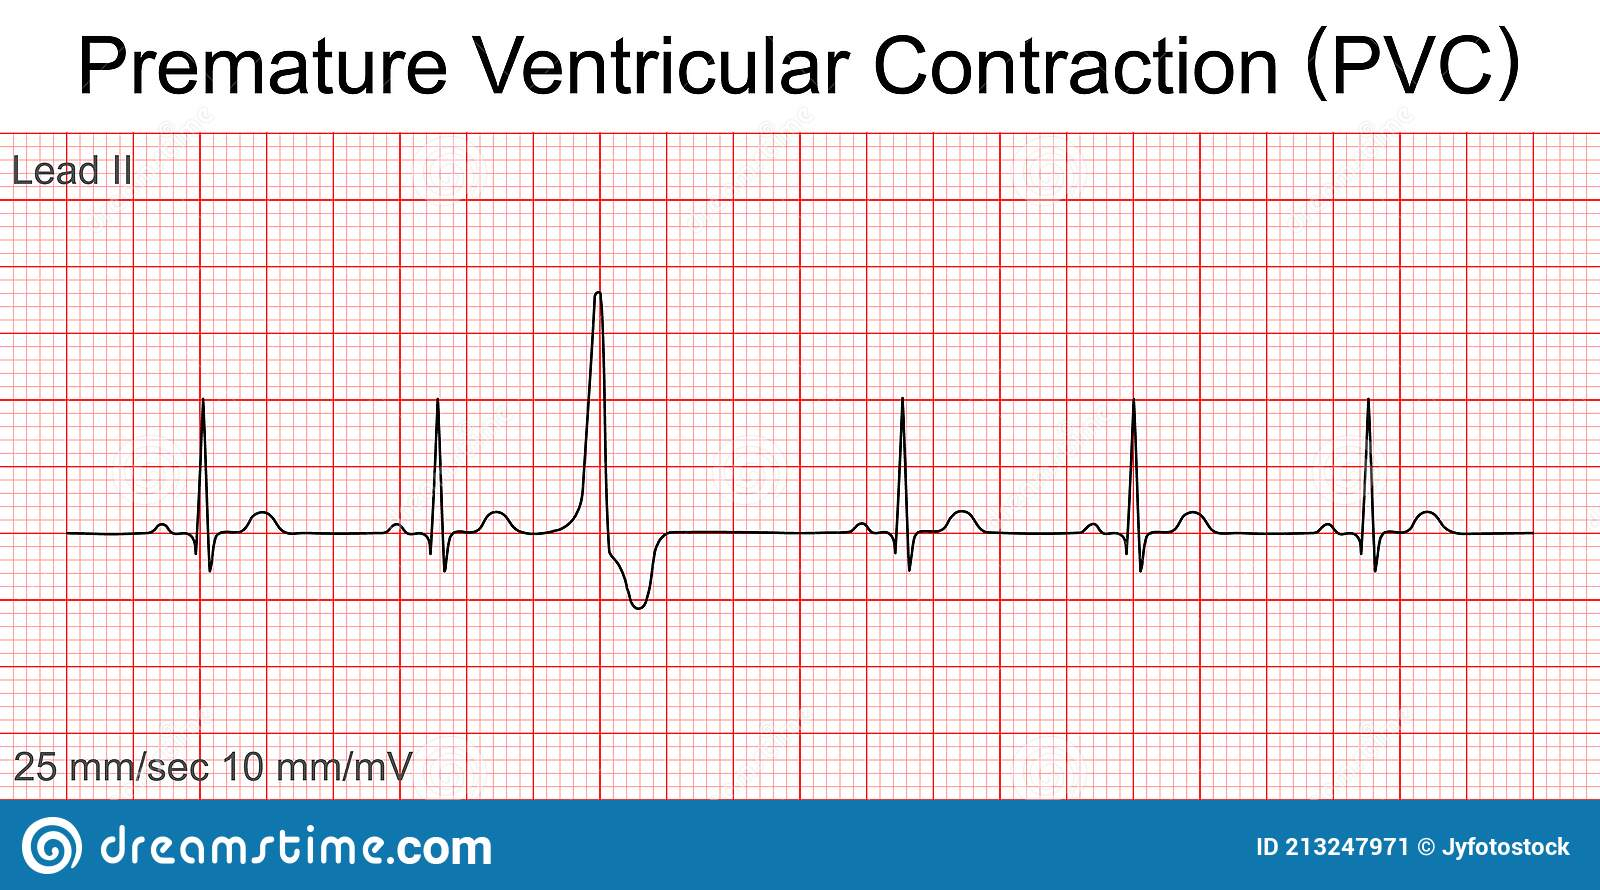 Premature Ventricular Contraction (PVC)
Lead II
25 mm/sec 10 mm/mV
dreamstime.com
ID 213247971 © Jyfotostock